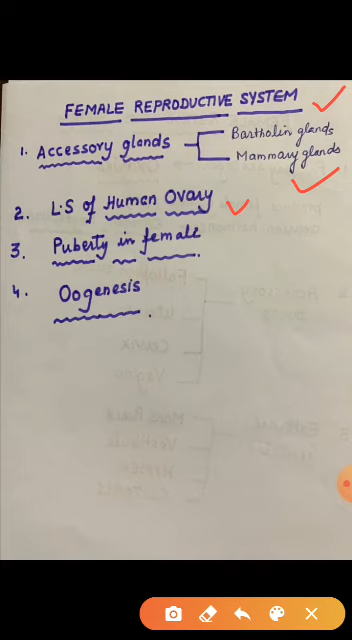 FEMALE REPRODUCTIVE SYSTEM
1. Accessory glands
Bartholin glands
Mammary glands
2. L.S of Human Ovary
3. Puberty in female.
4. Oogenesis.